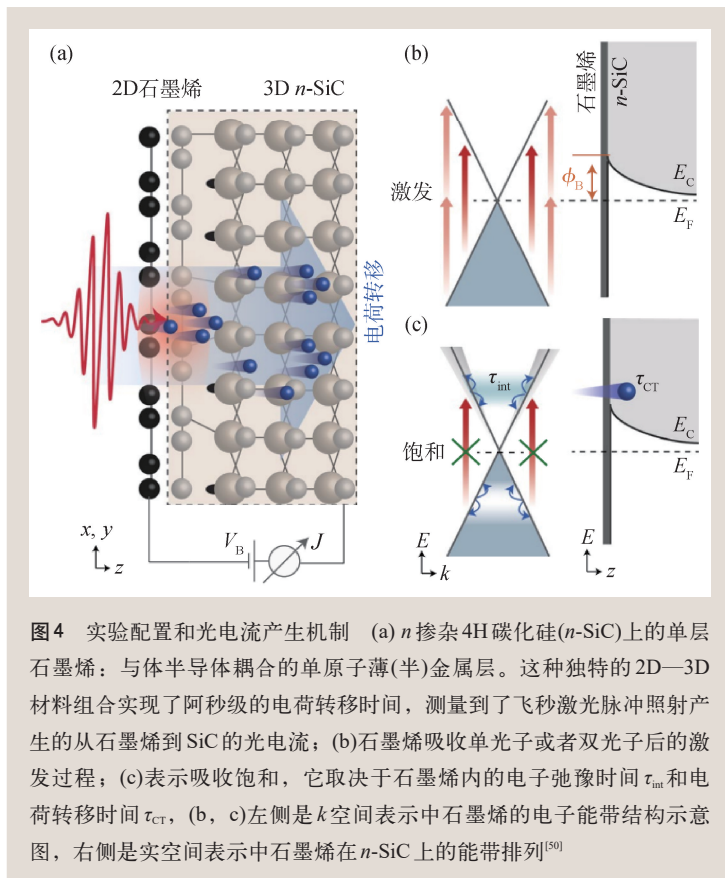 (a)
2D石墨烯
3D n-SiC
电荷转移
x, y
z
V_B
J
(b)
激发
石墨烯
n-SiC
ϕ_B
E_C
E_F
(c)
τ_int
饱和
E
k
τ_CT
E_C
E_F
E
z
图4 实验配置和光电流产生机制 (a) n掺杂4H碳化硅(n-SiC)上的单层
石墨烯：与体半导体耦合的单原子薄(半)金属层。这种独特的2D—3D
材料组合实现了阿秒级的电荷转移时间，测量到了飞秒激光脉冲照射产
生的从石墨烯到SiC的光电流；(b)石墨烯吸收单光子或者双光子后的激
发过程；(c)表示吸收饱和，它取决于石墨烯内的电子弛豫时间τ_int和电
荷转移时间τ_CT，(b，c)左侧是k空间表示中石墨烯的电子能带结构示意
图，右侧是实空间表示中石墨烯在n-SiC上的能带排列[50]